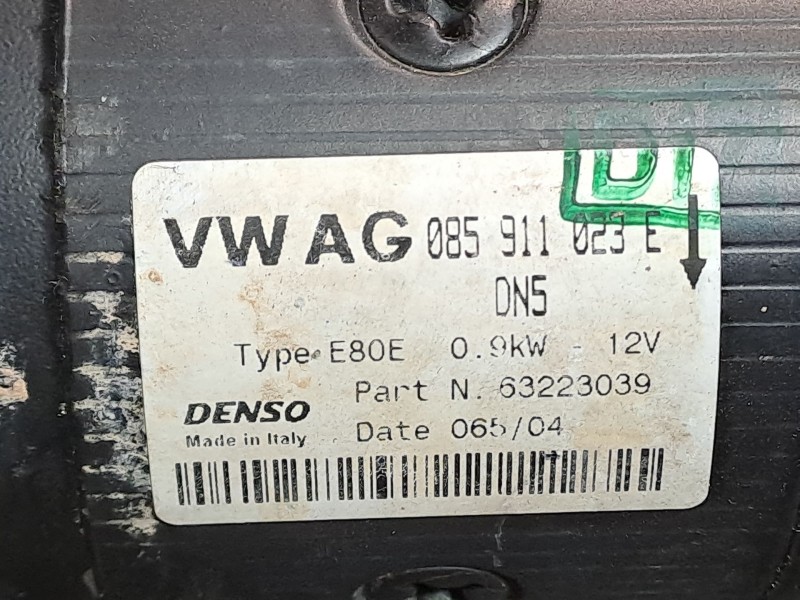 VW AG 085 911 023 E
DN5
Type E80E 0.9kW - 12V
Part N. 63223039
DENSO
Made in Italy
Date 065/04